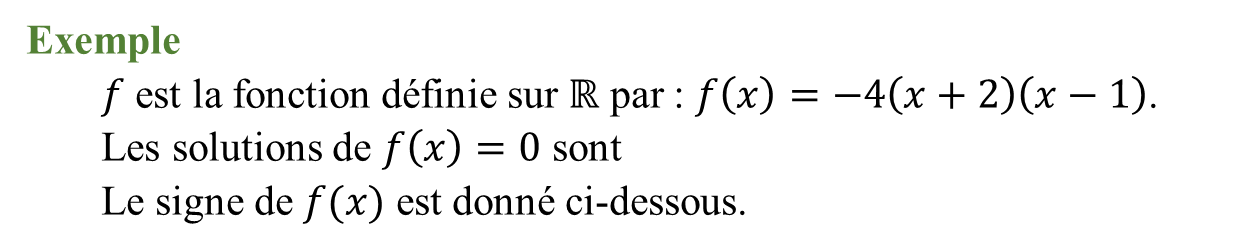 Exemple
f est la fonction définie sur ℝ par : f(x) = −4(x + 2)(x − 1).
Les solutions de f(x) = 0 sont
Le signe de f(x) est donné ci-dessous.